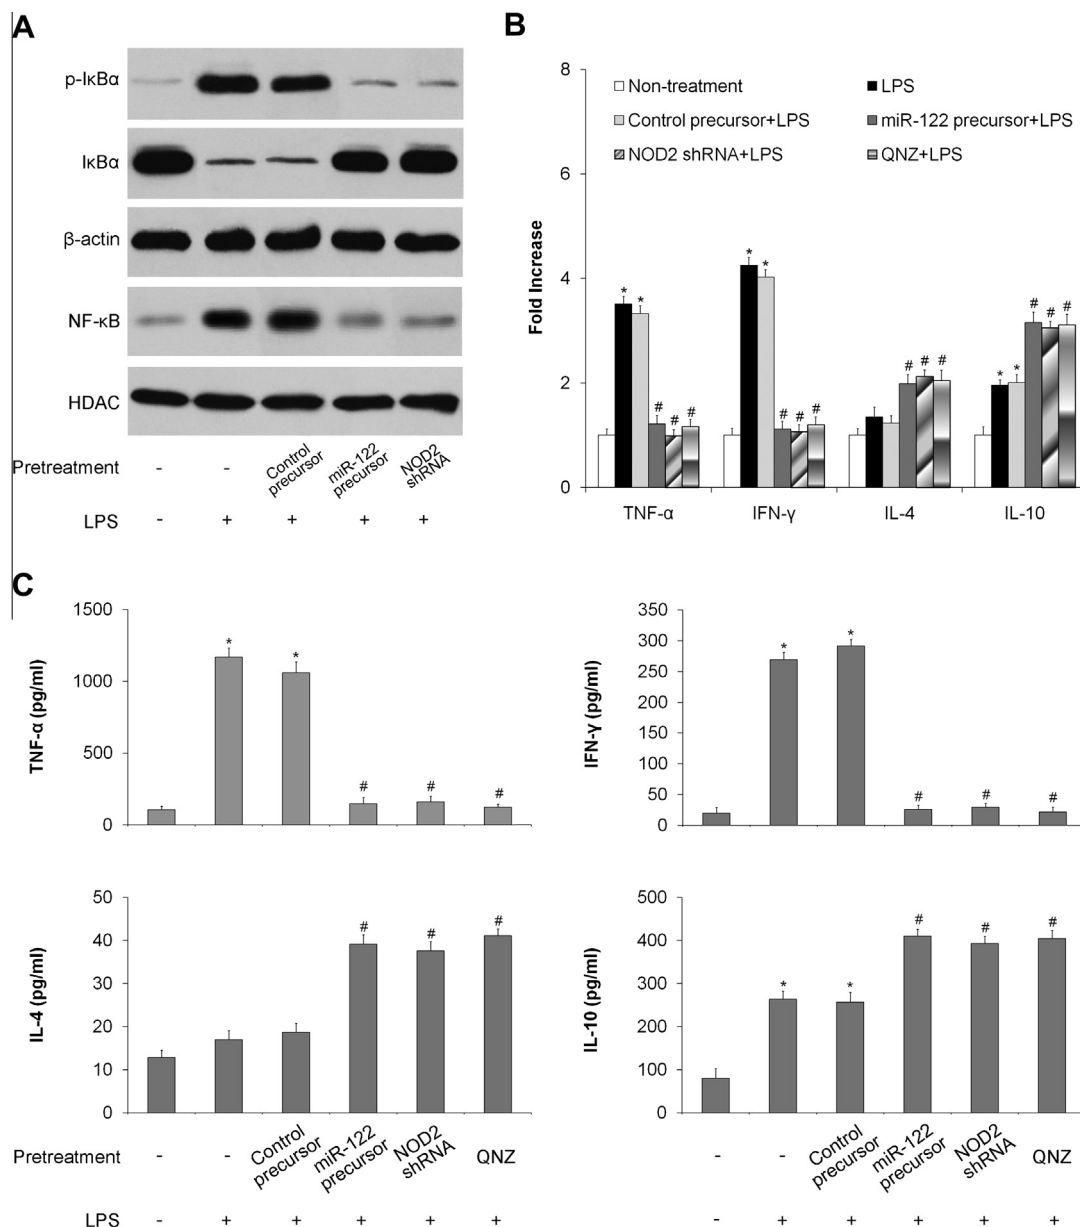 A
p-IκBα
IκBα
β-actin
NF-κB
HDAC
Pretreatment - - Control precursor miR-122 precursor NOD2 shRNA
LPS - + + + +
B
Fold Increase
8
6
4
2
0
Non-treatment LPS
Control precursor+LPS miR-122 precursor+LPS
NOD2 shRNA+LPS QNZ+LPS
* * # # #
* * # # #
# # #
* * # # #
TNF-α IFN-γ IL-4 IL-10
C
TNF-α (pg/ml)
1500
1000
500
0
* * # # #
IFN-γ (pg/ml)
350
300
250
200
150
100
50
0
* * # # #
IL-4 (pg/ml)
50
40
30
20
10
0
# # #
IL-10 (pg/ml)
500
400
300
200
100
0
* * # # #
Pretreatment - - Control precursor miR-122 precursor NOD2 shRNA QNZ
- - Control precursor miR-122 precursor NOD2 shRNA QNZ
LPS - + + + + +
- + + + + +